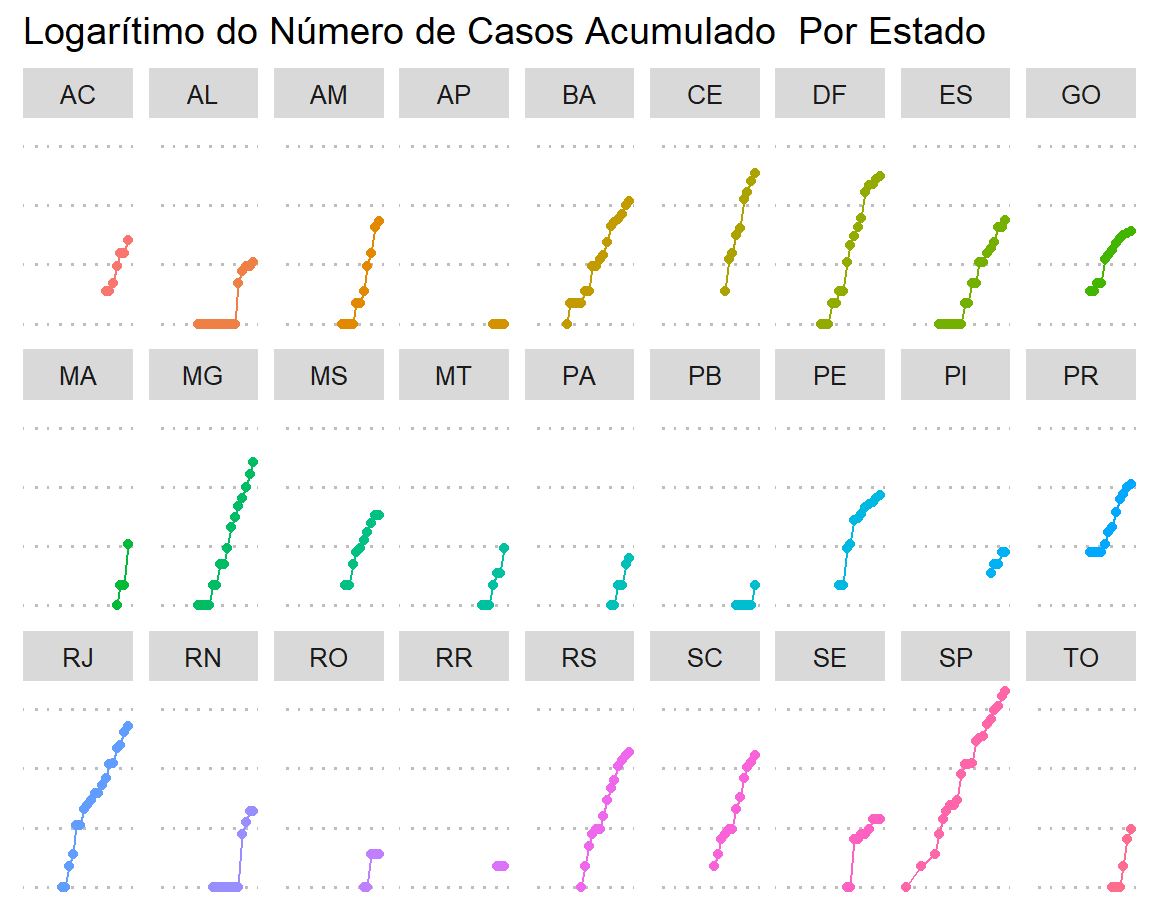 Logarítimo do Número de Casos Acumulado  Por Estado
AC AL AM AP BA CE DF ES GO
MA MG MS MT PA PB PE PI PR
RJ RN RO RR RS SC SE SP TO